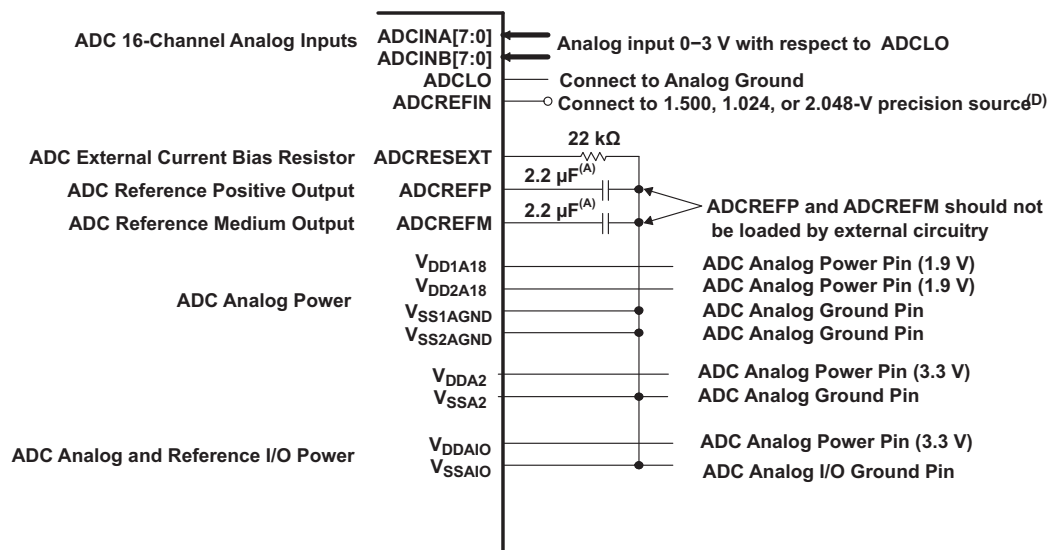 ADC 16-Channel Analog Inputs
ADCINA[7:0]
ADCINB[7:0]
Analog input 0−3 V with respect to ADCLO
ADCLO
Connect to Analog Ground
ADCREFIN
Connect to 1.500, 1.024, or 2.048-V precision source(D)
22 kΩ
ADC External Current Bias Resistor
ADCRESEXT
2.2 µF(A)
ADC Reference Positive Output
ADCREFP
2.2 µF(A)
ADC Reference Medium Output
ADCREFM
ADCREFP and ADCREFM should not
be loaded by external circuitry
VDD1A18
ADC Analog Power Pin (1.9 V)
VDD2A18
ADC Analog Power Pin (1.9 V)
ADC Analog Power
VSS1AGND
ADC Analog Ground Pin
VSS2AGND
ADC Analog Ground Pin
VDDA2
ADC Analog Power Pin (3.3 V)
VSSA2
ADC Analog Ground Pin
ADC Analog and Reference I/O Power
VDDAIO
ADC Analog Power Pin (3.3 V)
VSSAIO
ADC Analog I/O Ground Pin